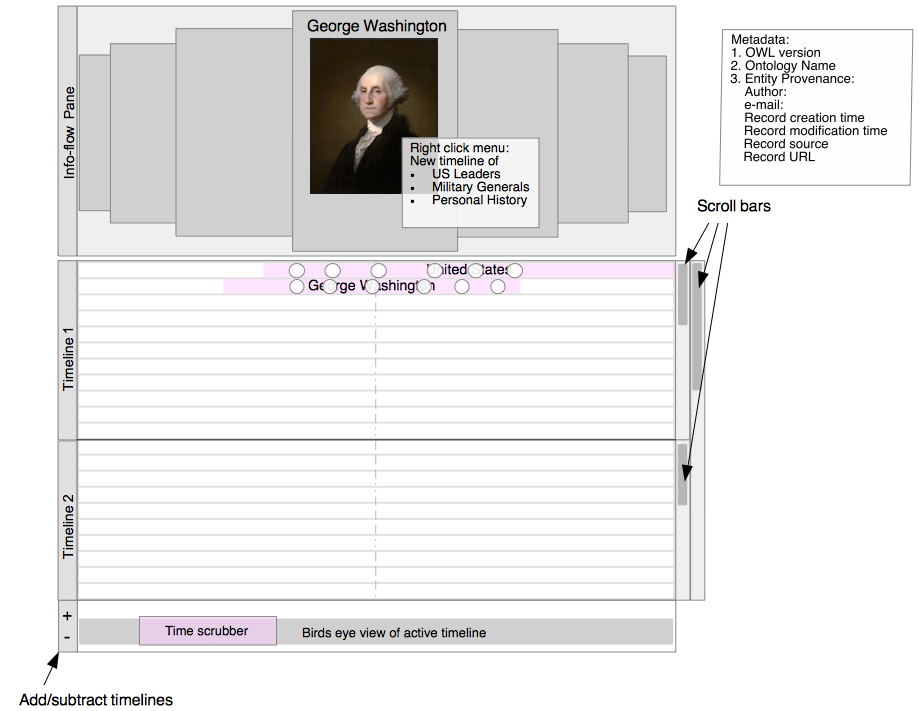 George Washington
Info-flow Pane
Right click menu:
New timeline of
• US Leaders
• Military Generals
• Personal History
Metadata:
1. OWL version
2. Ontology Name
3. Entity Provenance:
Author:
e-mail:
Record creation time
Record modification time
Record source
Record URL
Scroll bars
United States
George Washington
Timeline 1
Timeline 2
+
-
Time scrubber
Birds eye view of active timeline
Add/subtract timelines